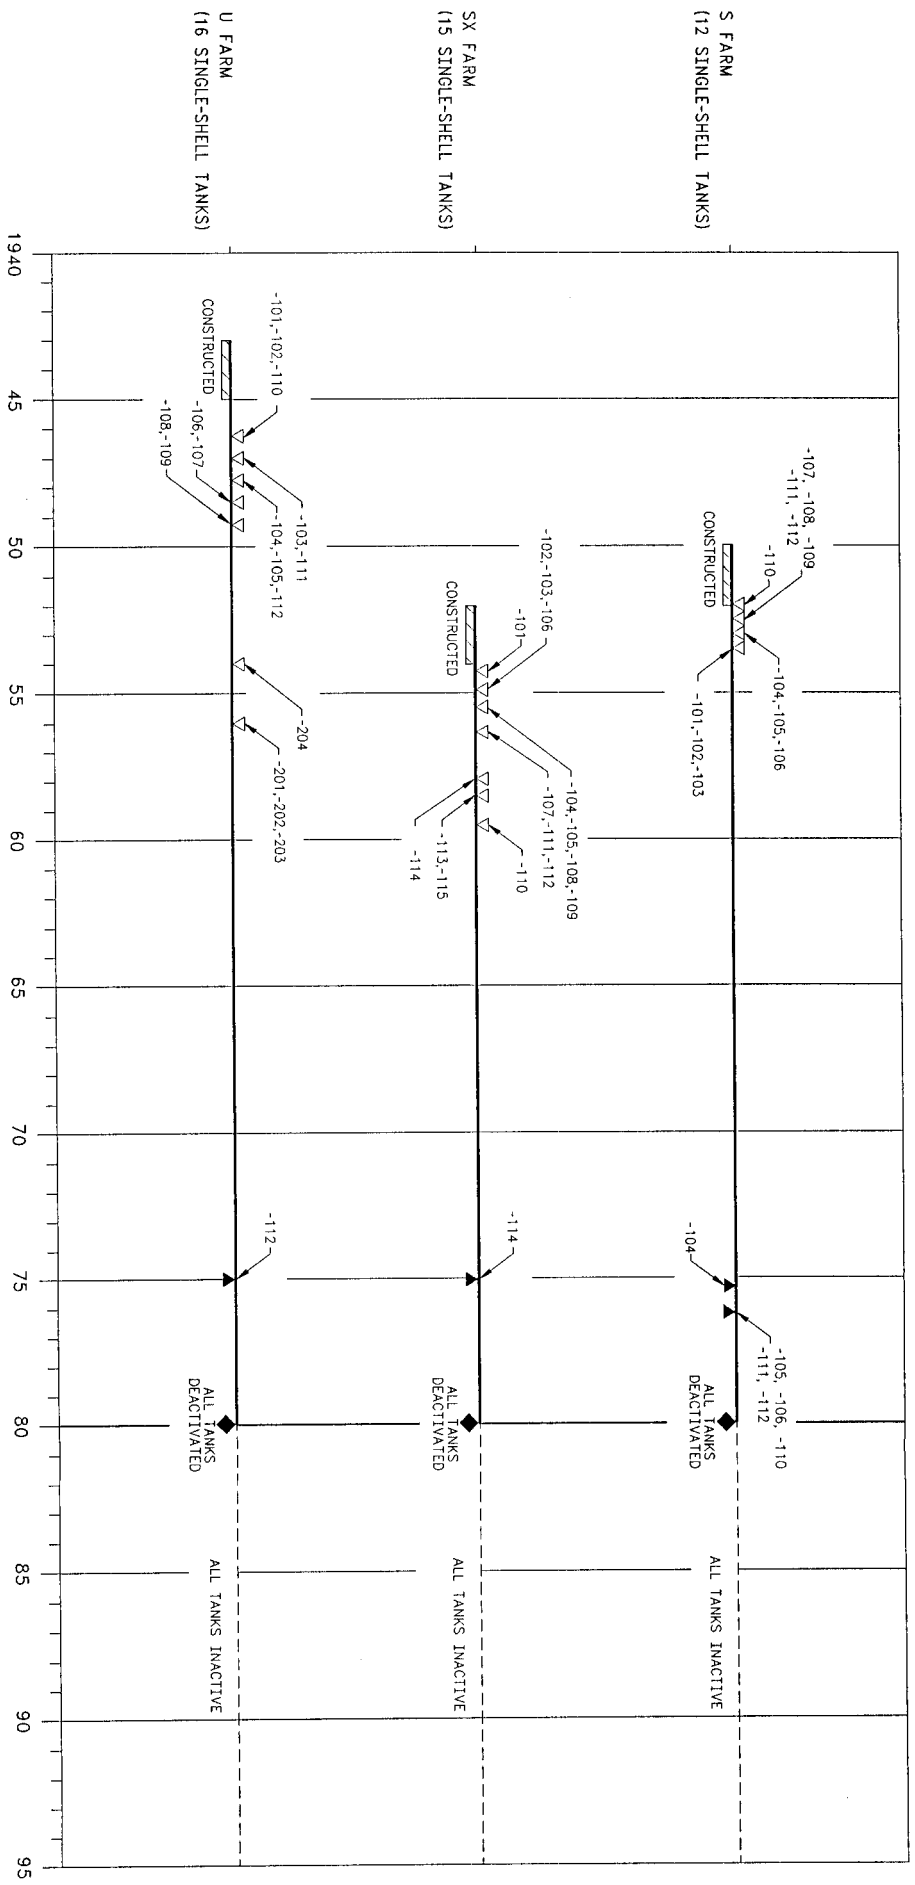 S FARM
(12 SINGLE-SHELL TANKS)
-107, -108, -109
-111, -112
-110
CONSTRUCTED
-104,-105,-106
-101,-102,-103
-104
-105, -106, -110
-111, -112
ALL TANKS
DEACTIVATED
ALL TANKS INACTIVE
SX FARM
(15 SINGLE-SHELL TANKS)
-102,-103,-106
-101
CONSTRUCTED
-104,-105,-108,-109
-107,-111,-112
-110
-113,-115
-114
-114
ALL TANKS
DEACTIVATED
ALL TANKS INACTIVE
U FARM
(16 SINGLE-SHELL TANKS)
-101,-102,-110
CONSTRUCTED
-103,-111
-104,-105,-112
-106,-107
-108,-109
-204
-201,-202,-203
-112
ALL TANKS
DEACTIVATED
ALL TANKS INACTIVE
1940 45 50 55 60 65 70 75 80 85 90 95